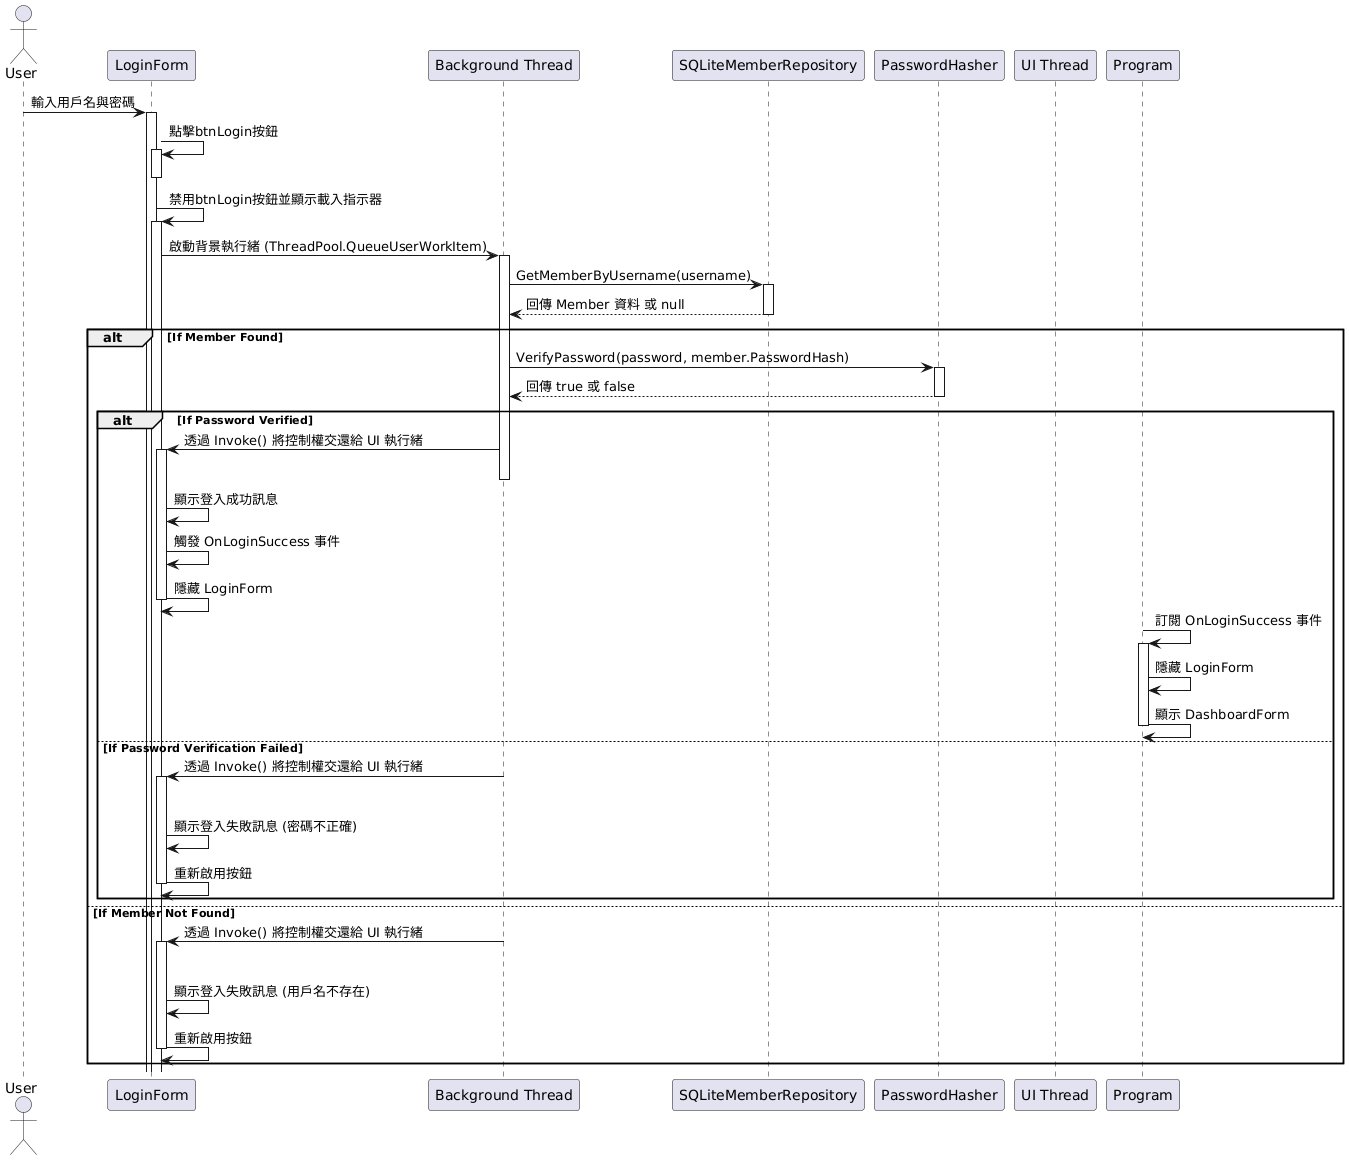 User
LoginForm
Background Thread
SQLiteMemberRepository
PasswordHasher
UI Thread
Program
輸入用戶名與密碼
點擊btnLogin按鈕
禁用btnLogin按鈕並顯示載入指示器
啟動背景執行緒 (ThreadPool.QueueUserWorkItem)
GetMemberByUsername(username)
回傳 Member 資料 或 null
alt
[If Member Found]
VerifyPassword(password, member.PasswordHash)
回傳 true 或 false
alt
[If Password Verified]
透過 Invoke() 將控制權交還給 UI 執行緒
顯示登入成功訊息
觸發 OnLoginSuccess 事件
隱藏 LoginForm
訂閱 OnLoginSuccess 事件
隱藏 LoginForm
顯示 DashboardForm
[If Password Verification Failed]
透過 Invoke() 將控制權交還給 UI 執行緒
顯示登入失敗訊息 (密碼不正確)
重新啟用按鈕
[If Member Not Found]
透過 Invoke() 將控制權交還給 UI 執行緒
顯示登入失敗訊息 (用戶名不存在)
重新啟用按鈕
User
LoginForm
Background Thread
SQLiteMemberRepository
PasswordHasher
UI Thread
Program